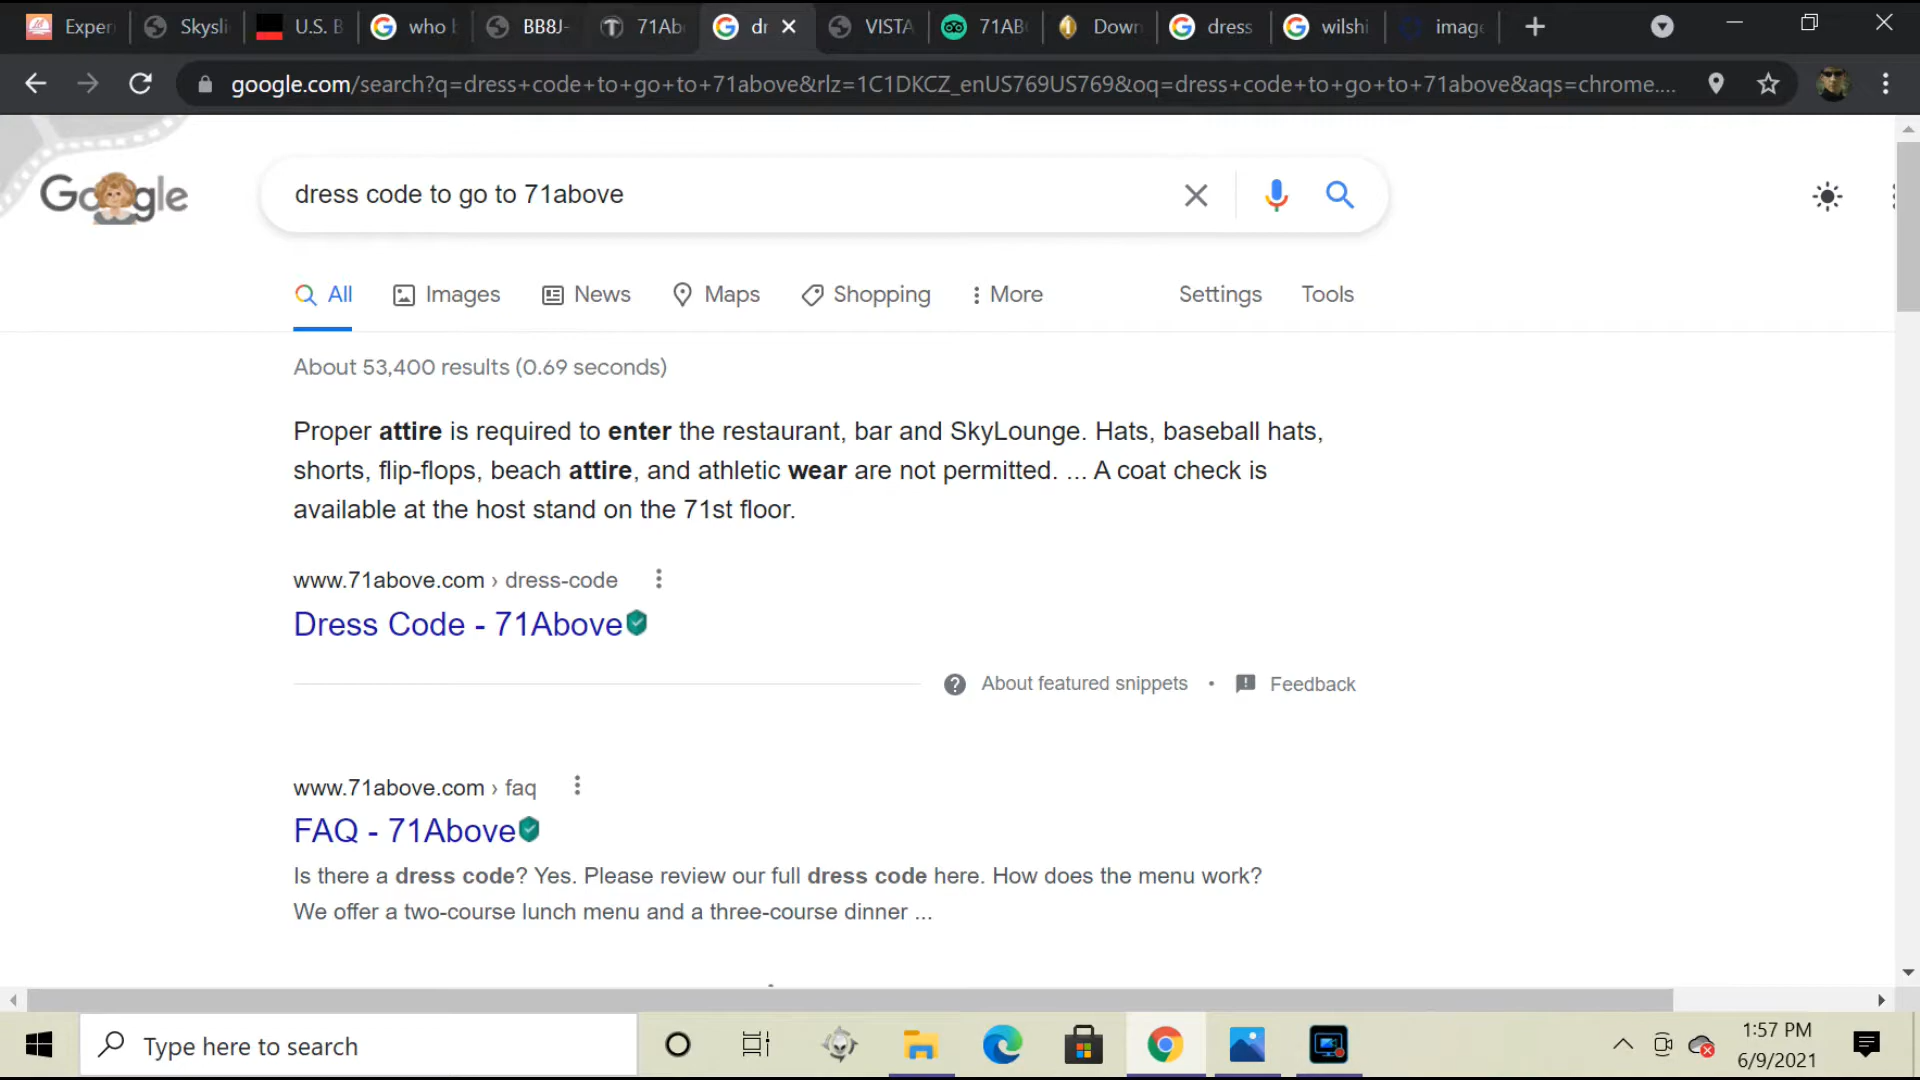 Exper
Skysli
U.S. B
who b
BB8J-
71Ab
dr
VISTA
71AB
Down
dress
wilshi
image
google.com/search?q=dress+code+to+go+to+71above&rlz=1C1DKCZ_enUS769US769&oq=dress+code+to+go+to+71above&aqs=chrome....
Google
dress code to go to 71above
All Images News Maps Shopping More Settings Tools
About 53,400 results (0.69 seconds)
Proper attire is required to enter the restaurant, bar and SkyLounge. Hats, baseball hats,
shorts, flip-flops, beach attire, and athletic wear are not permitted. ... A coat check is
available at the host stand on the 71st floor.
www.71above.com › dress-code
Dress Code - 71Above
About featured snippets • Feedback
www.71above.com › faq
FAQ - 71Above
Is there a dress code? Yes. Please review our full dress code here. How does the menu work?
We offer a two-course lunch menu and a three-course dinner ...
Type here to search
1:57 PM
6/9/2021